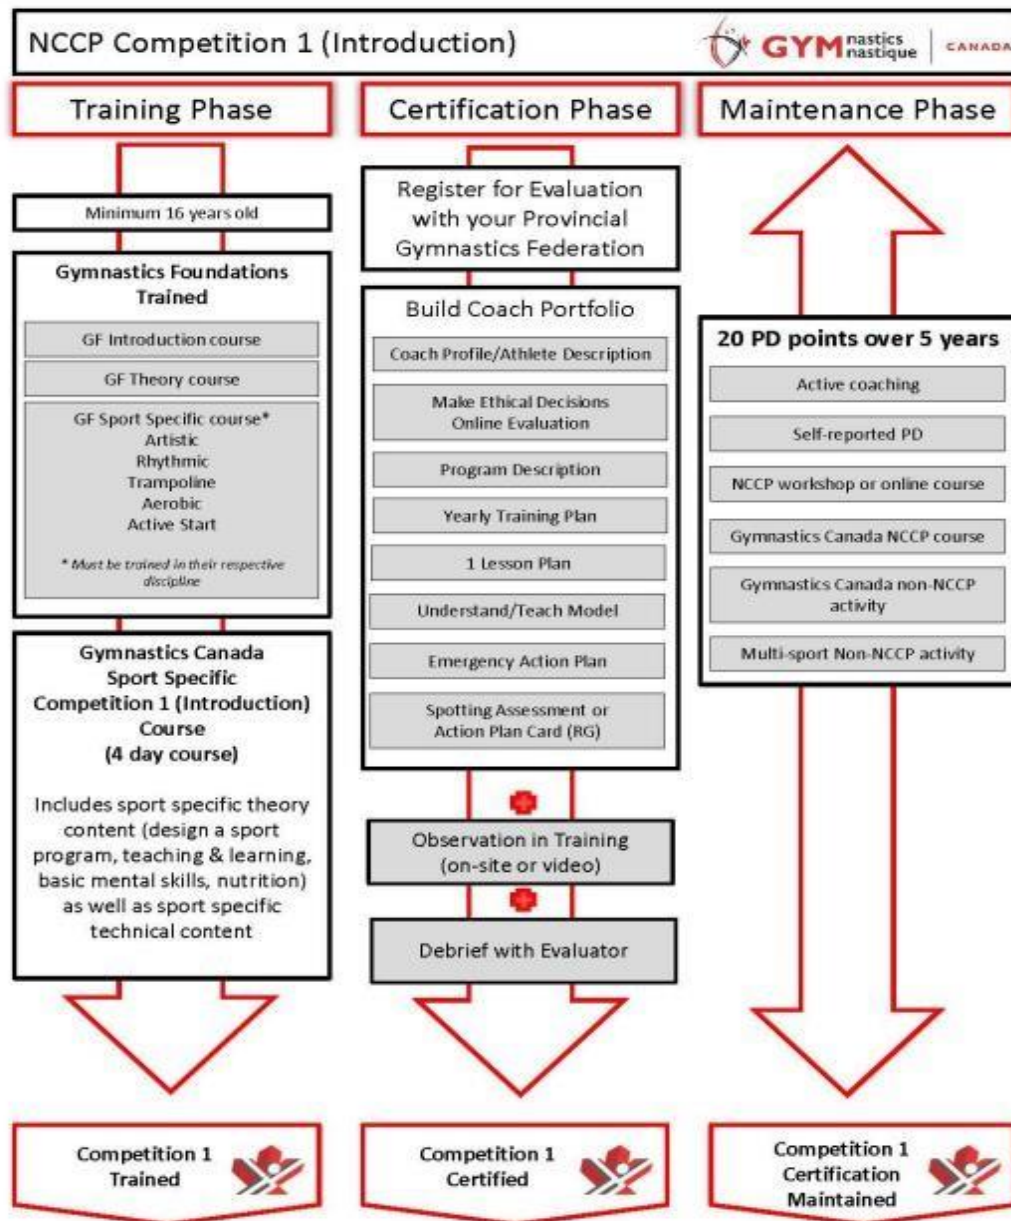 NCCP Competition 1 (Introduction)
GYMnastics
nastique
CANADA
Training Phase
Minimum 16 years old
Gymnastics Foundations
Trained
GF Introduction course
GF Theory course
GF Sport Specific course*
Artistic
Rhythmic
Trampoline
Aerobic
Active Start
* Must be trained in their respective
discipline
Gymnastics Canada
Sport Specific
Competition 1 (Introduction)
Course
(4 day course)
Includes sport specific theory
content (design a sport
program, teaching & learning,
basic mental skills, nutrition)
as well as sport specific
technical content
Competition 1
Trained
Certification Phase
Register for Evaluation
with your Provincial
Gymnastics Federation
Build Coach Portfolio
Coach Profile/Athlete Description
Make Ethical Decisions
Online Evaluation
Program Description
Yearly Training Plan
1 Lesson Plan
Understand/Teach Model
Emergency Action Plan
Spotting Assessment or
Action Plan Card (RG)
Observation in Training
(on-site or video)
Debrief with Evaluator
Competition 1
Certified
Maintenance Phase
20 PD points over 5 years
Active coaching
Self-reported PD
NCCP workshop or online course
Gymnastics Canada NCCP course
Gymnastics Canada non-NCCP
activity
Multi-sport Non-NCCP activity
Competition 1
Certification
Maintained